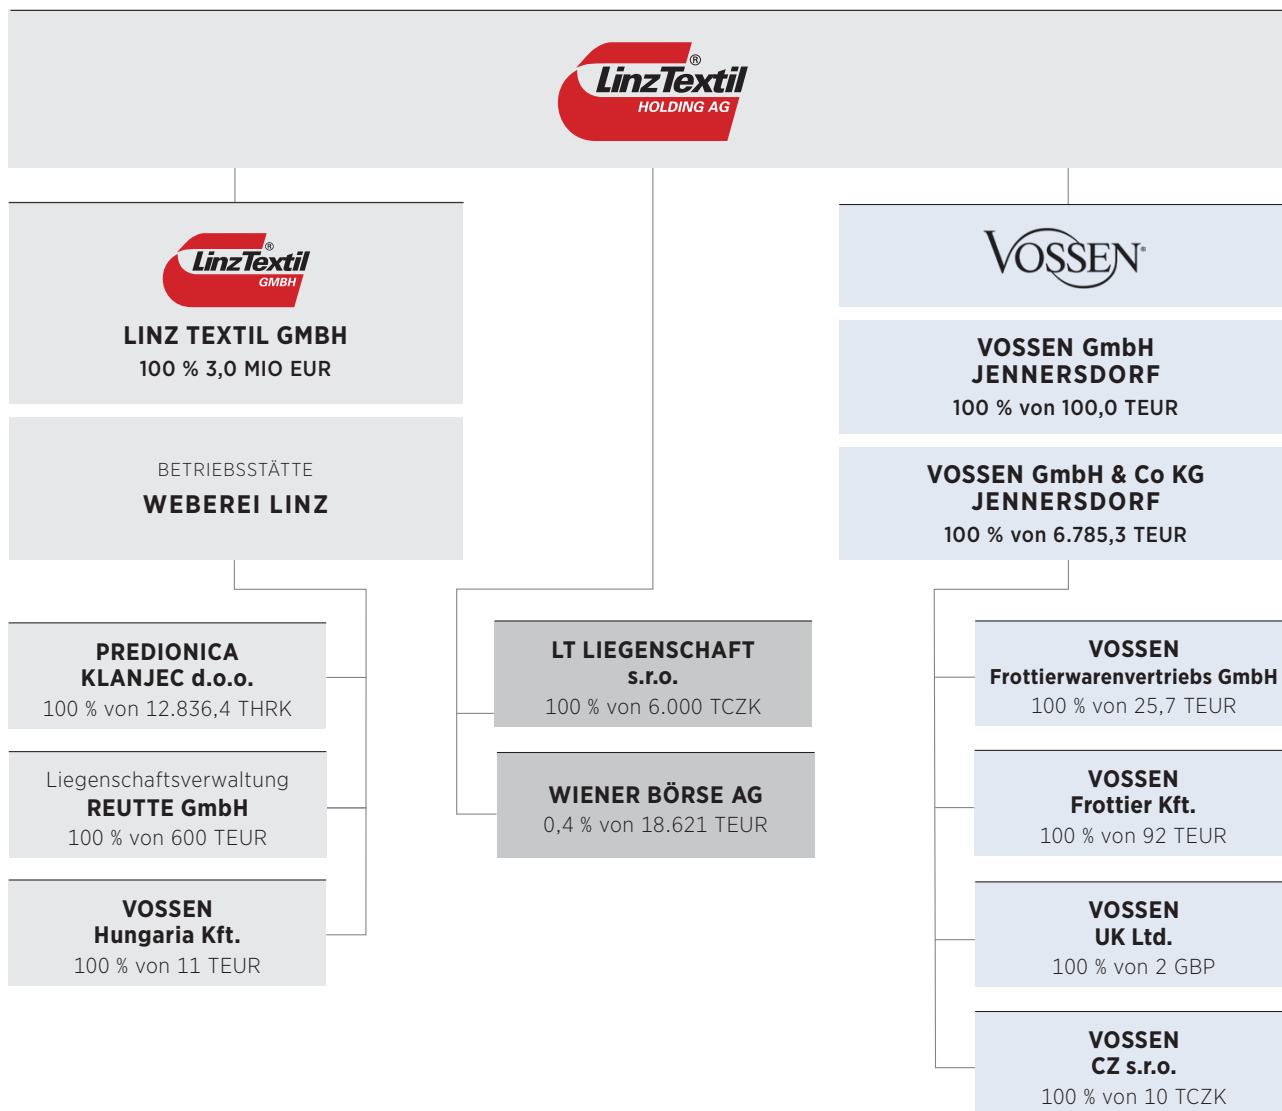 LinzTextil®
HOLDING AG
LinzTextil®
GMBH
LINZ TEXTIL GMBH
100 % 3,0 MIO EUR
BETRIEBSSTÄTTE
WEBEREI LINZ
PREDIONICA
KLANJEC d.o.o.
100 % von 12.836,4 THRK
Liegenschaftsverwaltung
REUTTE GmbH
100 % von 600 TEUR
VOSSEN
Hungaria Kft.
100 % von 11 TEUR
LT LIEGENSCHAFT
s.r.o.
100 % von 6.000 TCZK
WIENER BÖRSE AG
0,4 % von 18.621 TEUR
VOSSEN®
VOSSEN GmbH
JENNERSDORF
100 % von 100,0 TEUR
VOSSEN GmbH & Co KG
JENNERSDORF
100 % von 6.785,3 TEUR
VOSSEN
Frottierwarenvertriebs GmbH
100 % von 25,7 TEUR
VOSSEN
Frottier Kft.
100 % von 92 TEUR
VOSSEN
UK Ltd.
100 % von 2 GBP
VOSSEN
CZ s.r.o.
100 % von 10 TCZK